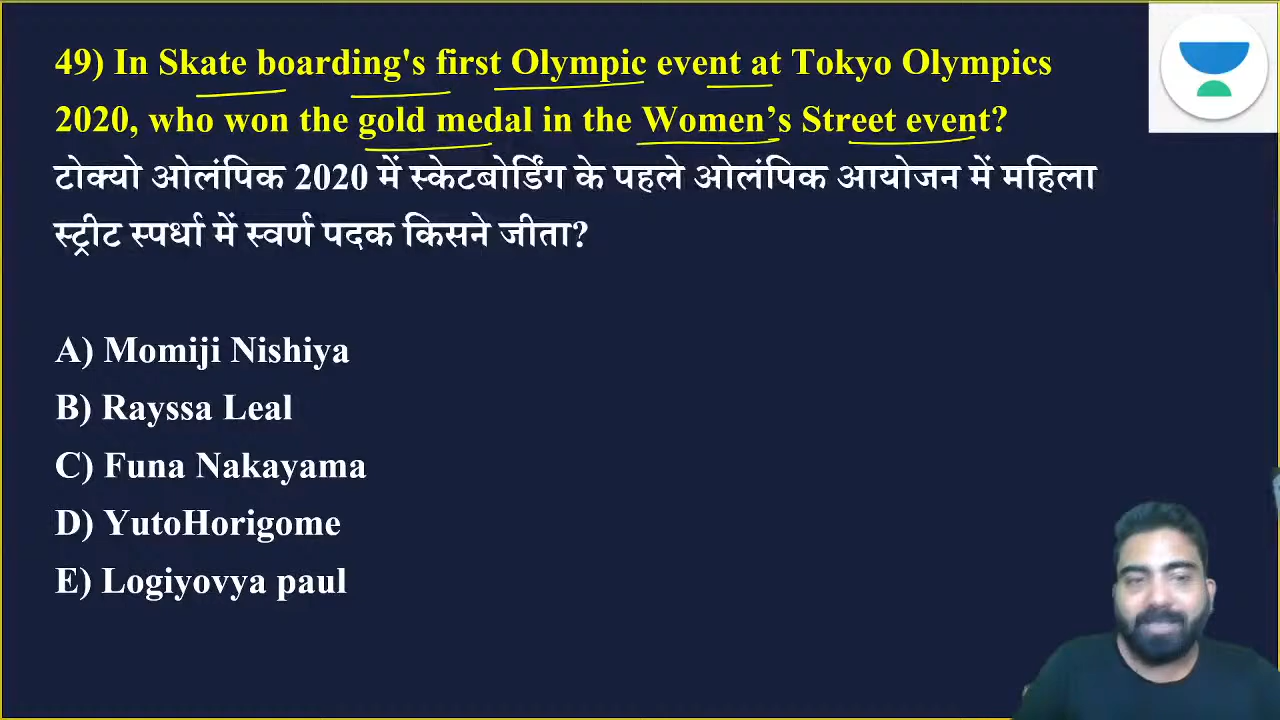 49) In Skate boarding's first Olympic event at Tokyo Olympics
2020, who won the gold medal in the Women’s Street event?
टोक्यो ओलंपिक 2020 में स्केटबोर्डिंग के पहले ओलंपिक आयोजन में महिला
स्ट्रीट स्पर्धा में स्वर्ण पदक किसने जीता?
A) Momiji Nishiya
B) Rayssa Leal
C) Funa Nakayama
D) YutoHorigome
E) Logiyovya paul